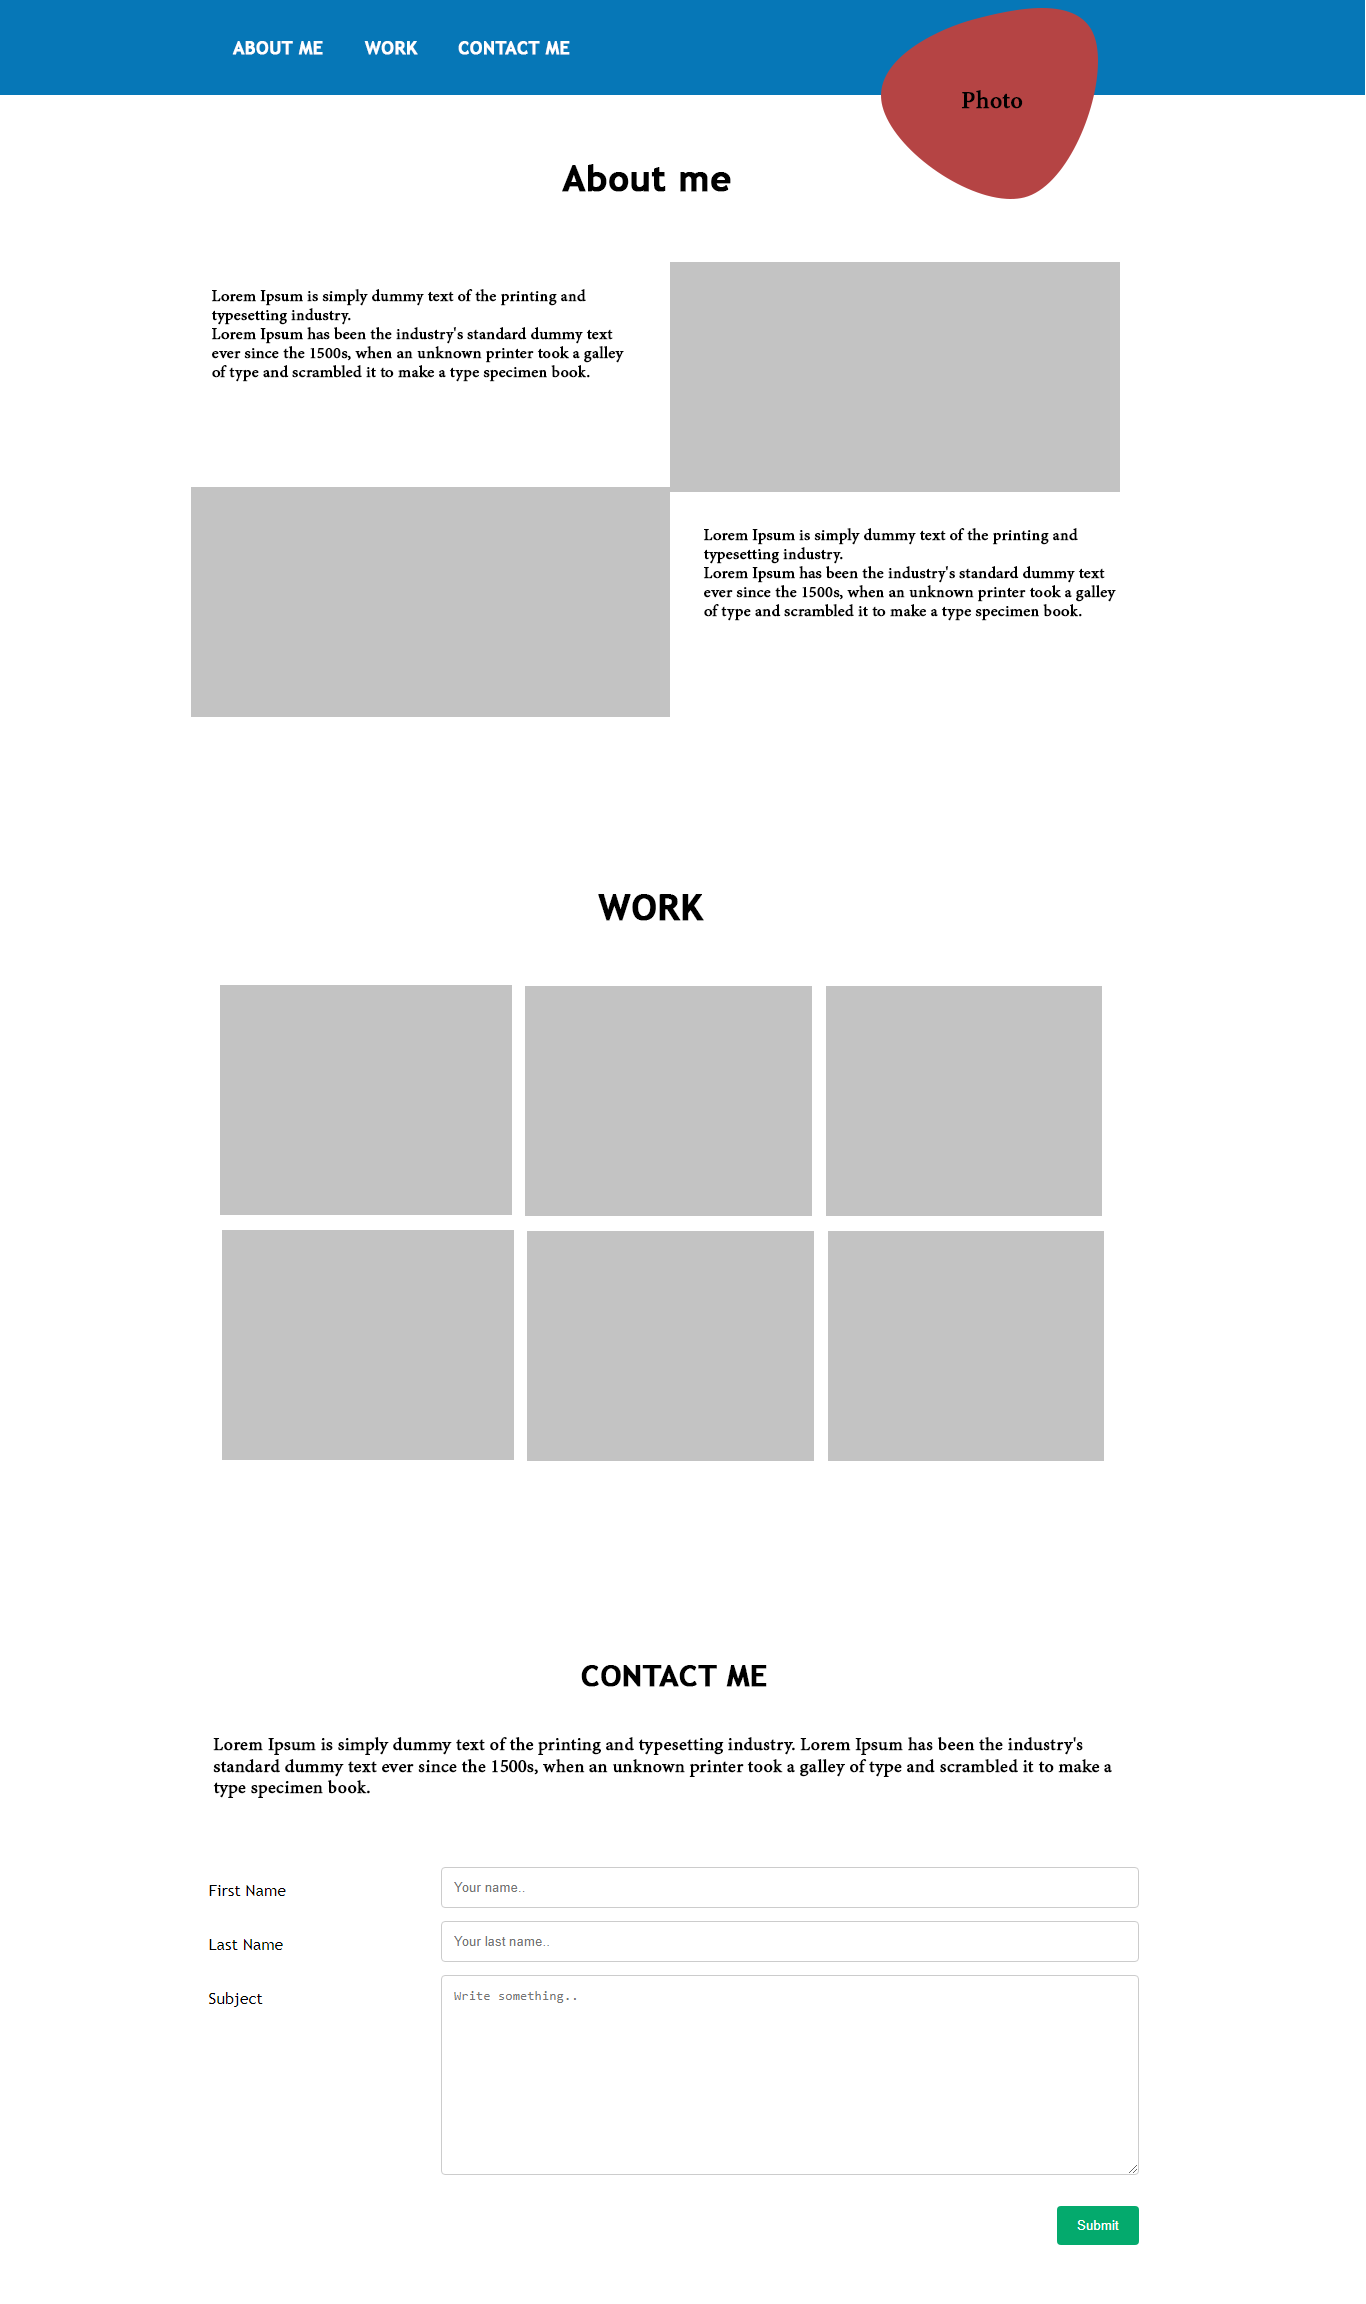 ABOUT ME WORK CONTACT ME
Photo
About me
Lorem Ipsum is simply dummy text of the printing and
typesetting industry.
Lorem Ipsum has been the industry's standard dummy text
ever since the 1500s, when an unknown printer took a galley
of type and scrambled it to make a type specimen book.
Lorem Ipsum is simply dummy text of the printing and
typesetting industry.
Lorem Ipsum has been the industry's standard dummy text
ever since the 1500s, when an unknown printer took a galley
of type and scrambled it to make a type specimen book.
WORK
CONTACT ME
Lorem Ipsum is simply dummy text of the printing and typesetting industry. Lorem Ipsum has been the industry's
standard dummy text ever since the 1500s, when an unknown printer took a galley of type and scrambled it to make a
type specimen book.
First Name Your name..
Last Name Your last name..
Subject Write something..
Submit